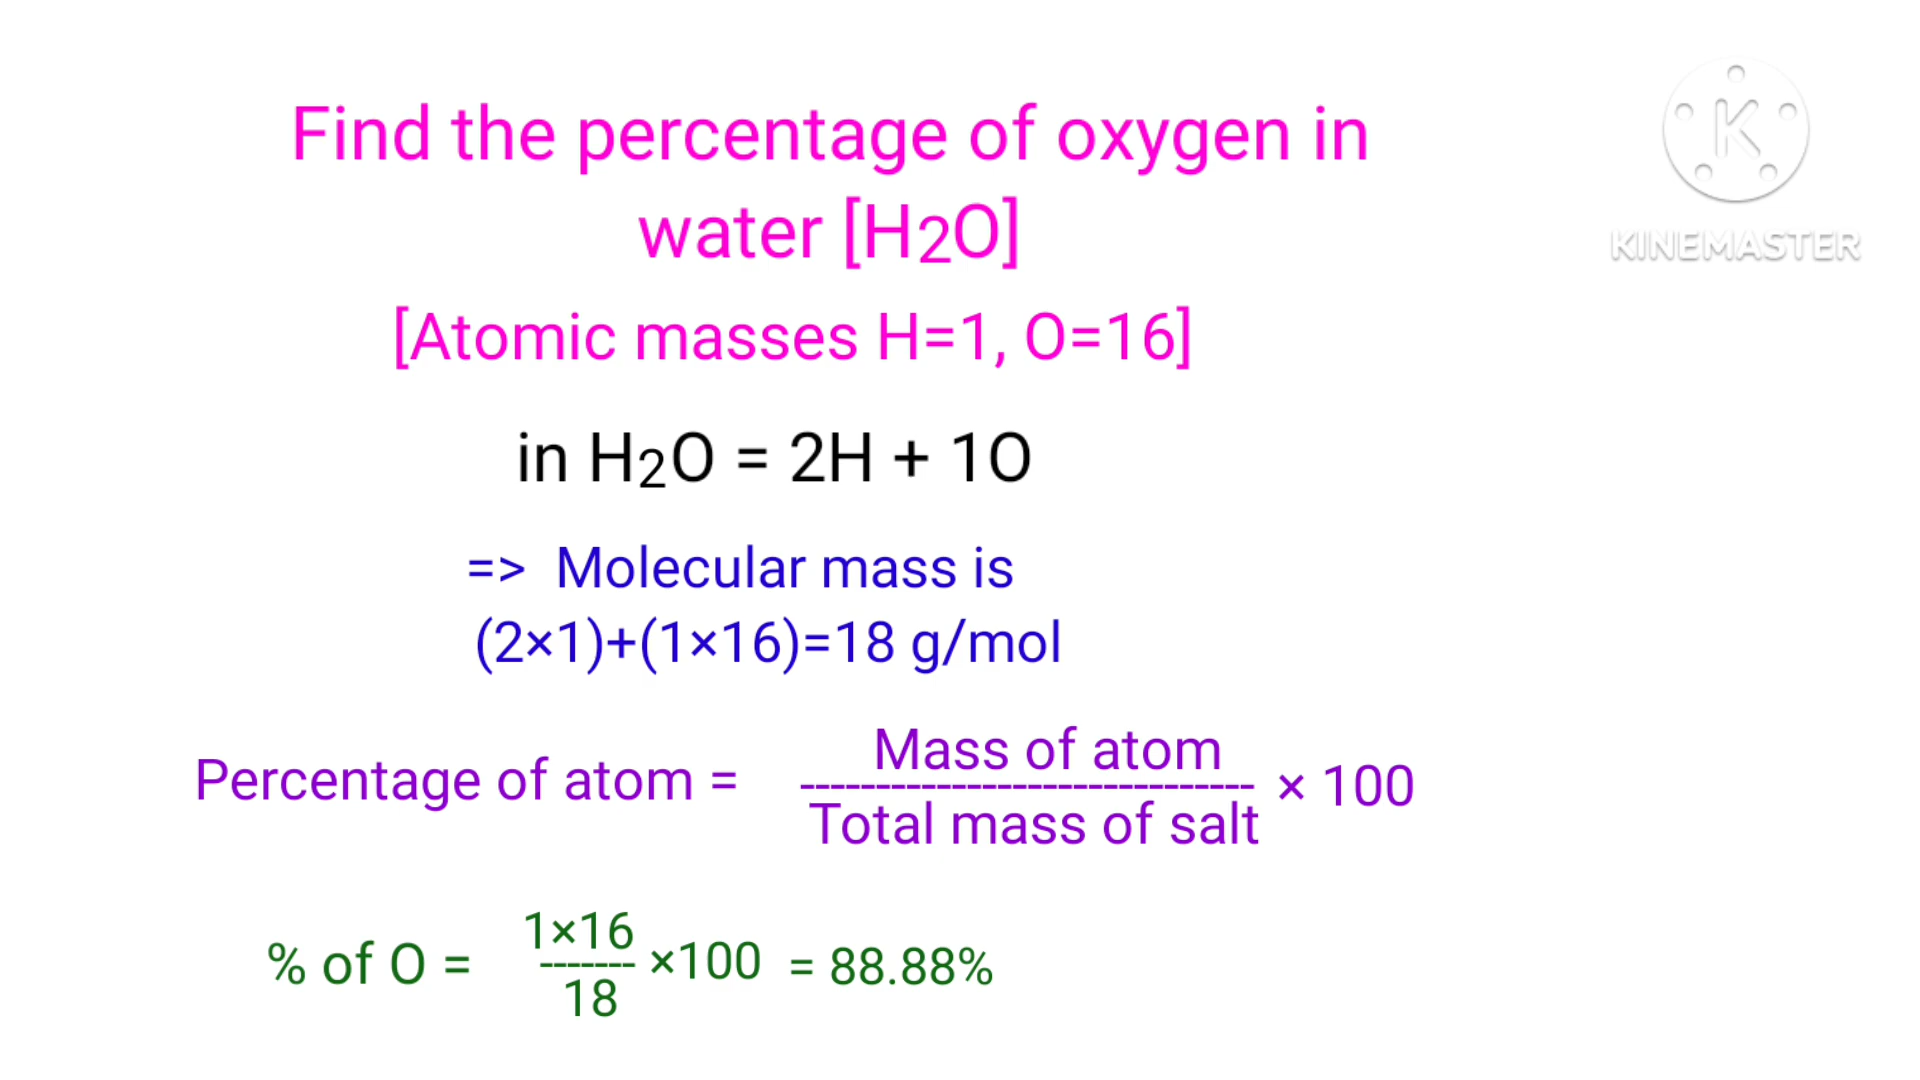 Find the percentage of oxygen in
water [H2O]
[Atomic masses H=1, O=16]
in H2O = 2H + 1O
=> Molecular mass is
(2×1)+(1×16)=18 g/mol
Percentage of atom = Mass of atom
---------------------------- × 100
Total mass of salt
% of O = 1×16
------- ×100 = 88.88%
18
K
KINEMASTER